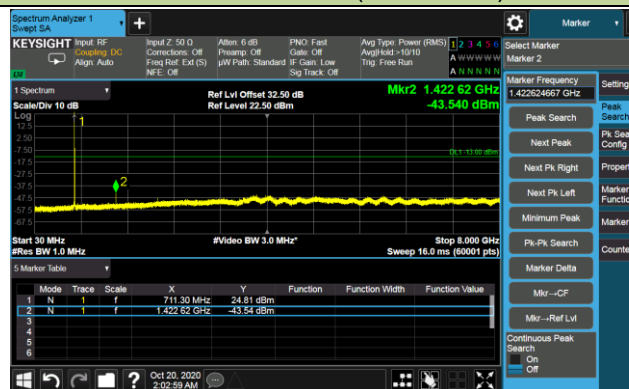 Spectrum Analyzer 1
Swept SA
Marker
KEYSIGHT
Input: RF
Coupling: DC
Align: Auto
Input Z: 50 Ω
Corrections: Off
Freq Ref: Ext (S)
NFE: Off
Atten: 6 dB
Preamp: Off
µW Path: Standard
PNO: Fast
Gate: Off
IF Gain: Low
Sig Track: Off
Avg Type: Power (RMS)
Avg|Hold:>10/10
Trig: Free Run
1 2 3 4 5 6
A W W W W W
A N N N N N
Select Marker
Marker 2
1 Spectrum
Scale/Div 10 dB
Log
Ref Lvl Offset 32.50 dB
Ref Level 22.50 dBm
Mkr2 1.422 62 GHz
-43.540 dBm
12.5
2.50
-7.50
-17.5
-27.5
-37.5
-47.5
-57.5
-67.5
1
2
DL1 -13.00 dBm
Start 30 MHz
#Res BW 1.0 MHz
#Video BW 3.0 MHz*
Stop 8.000 GHz
Sweep 16.0 ms (60001 pts)
5 Marker Table
Mode Trace Scale X Y Function Function Width Function Value
1 N 1 f 711.30 MHz 24.81 dBm
2 N 1 f 1.422 62 GHz -43.54 dBm
3
4
5
6
Oct 20, 2020
2:02:59 AM
Marker Frequency
1.422624667 GHz
Peak Search
Next Peak
Next Pk Right
Next Pk Left
Minimum Peak
Pk-Pk Search
Marker Delta
Mkr→CF
Mkr→Ref Lvl
Continuous Peak
Search
On
Off
Setting
Peak
Search
Pk Sea
Config
Proper
Marker
Functio
Marker
Counte